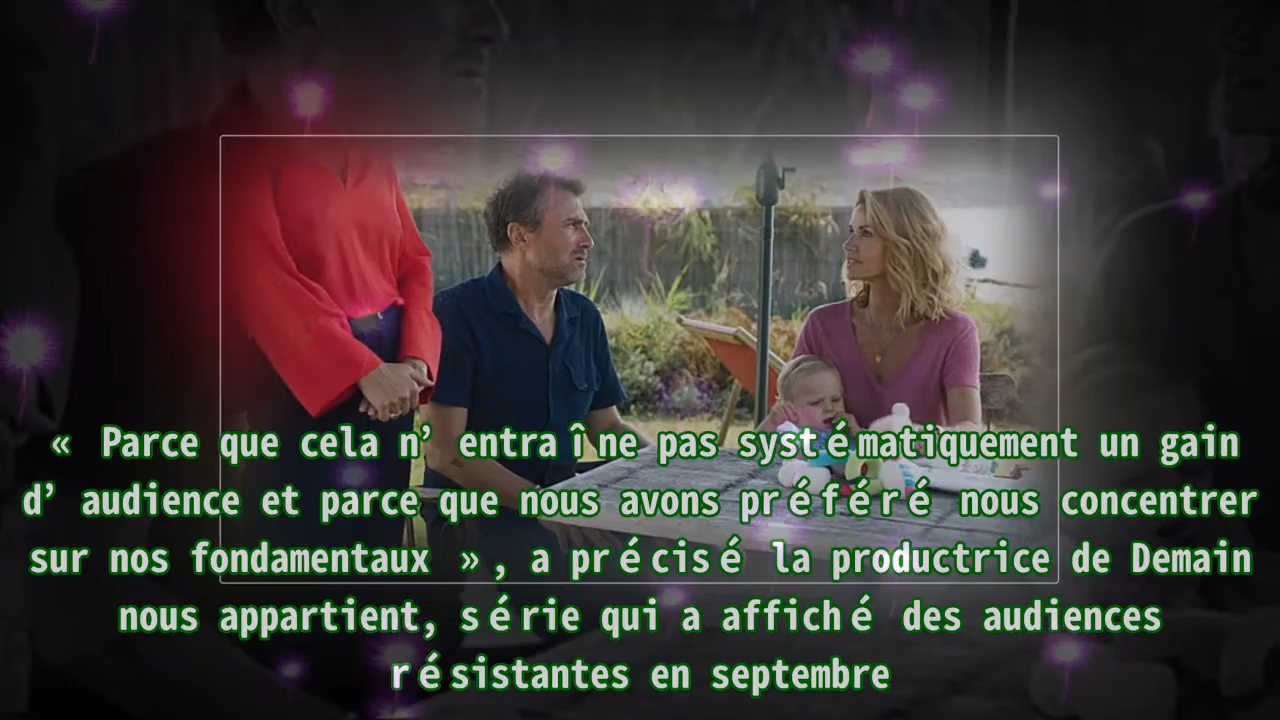 « Parce que cela n’ entraîne pas systématiquement un gain
d’ audience et parce que nous avons préféré nous concentrer
sur nos fondamentaux », a précisé la productrice de Demain
nous appartient, série qui a affiché des audiences
résistantes en septembre